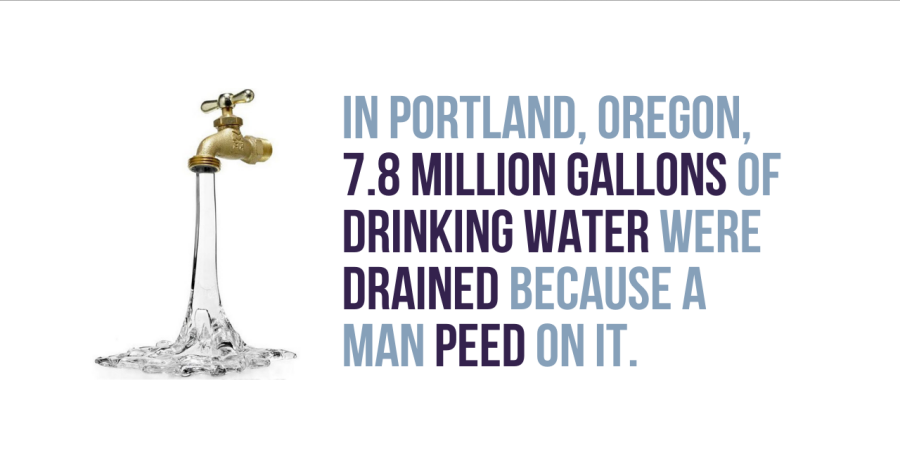 IN PORTLAND, OREGON,
7.8 MILLION GALLONS OF
DRINKING WATER WERE
DRAINED BECAUSE A
MAN PEED ON IT.